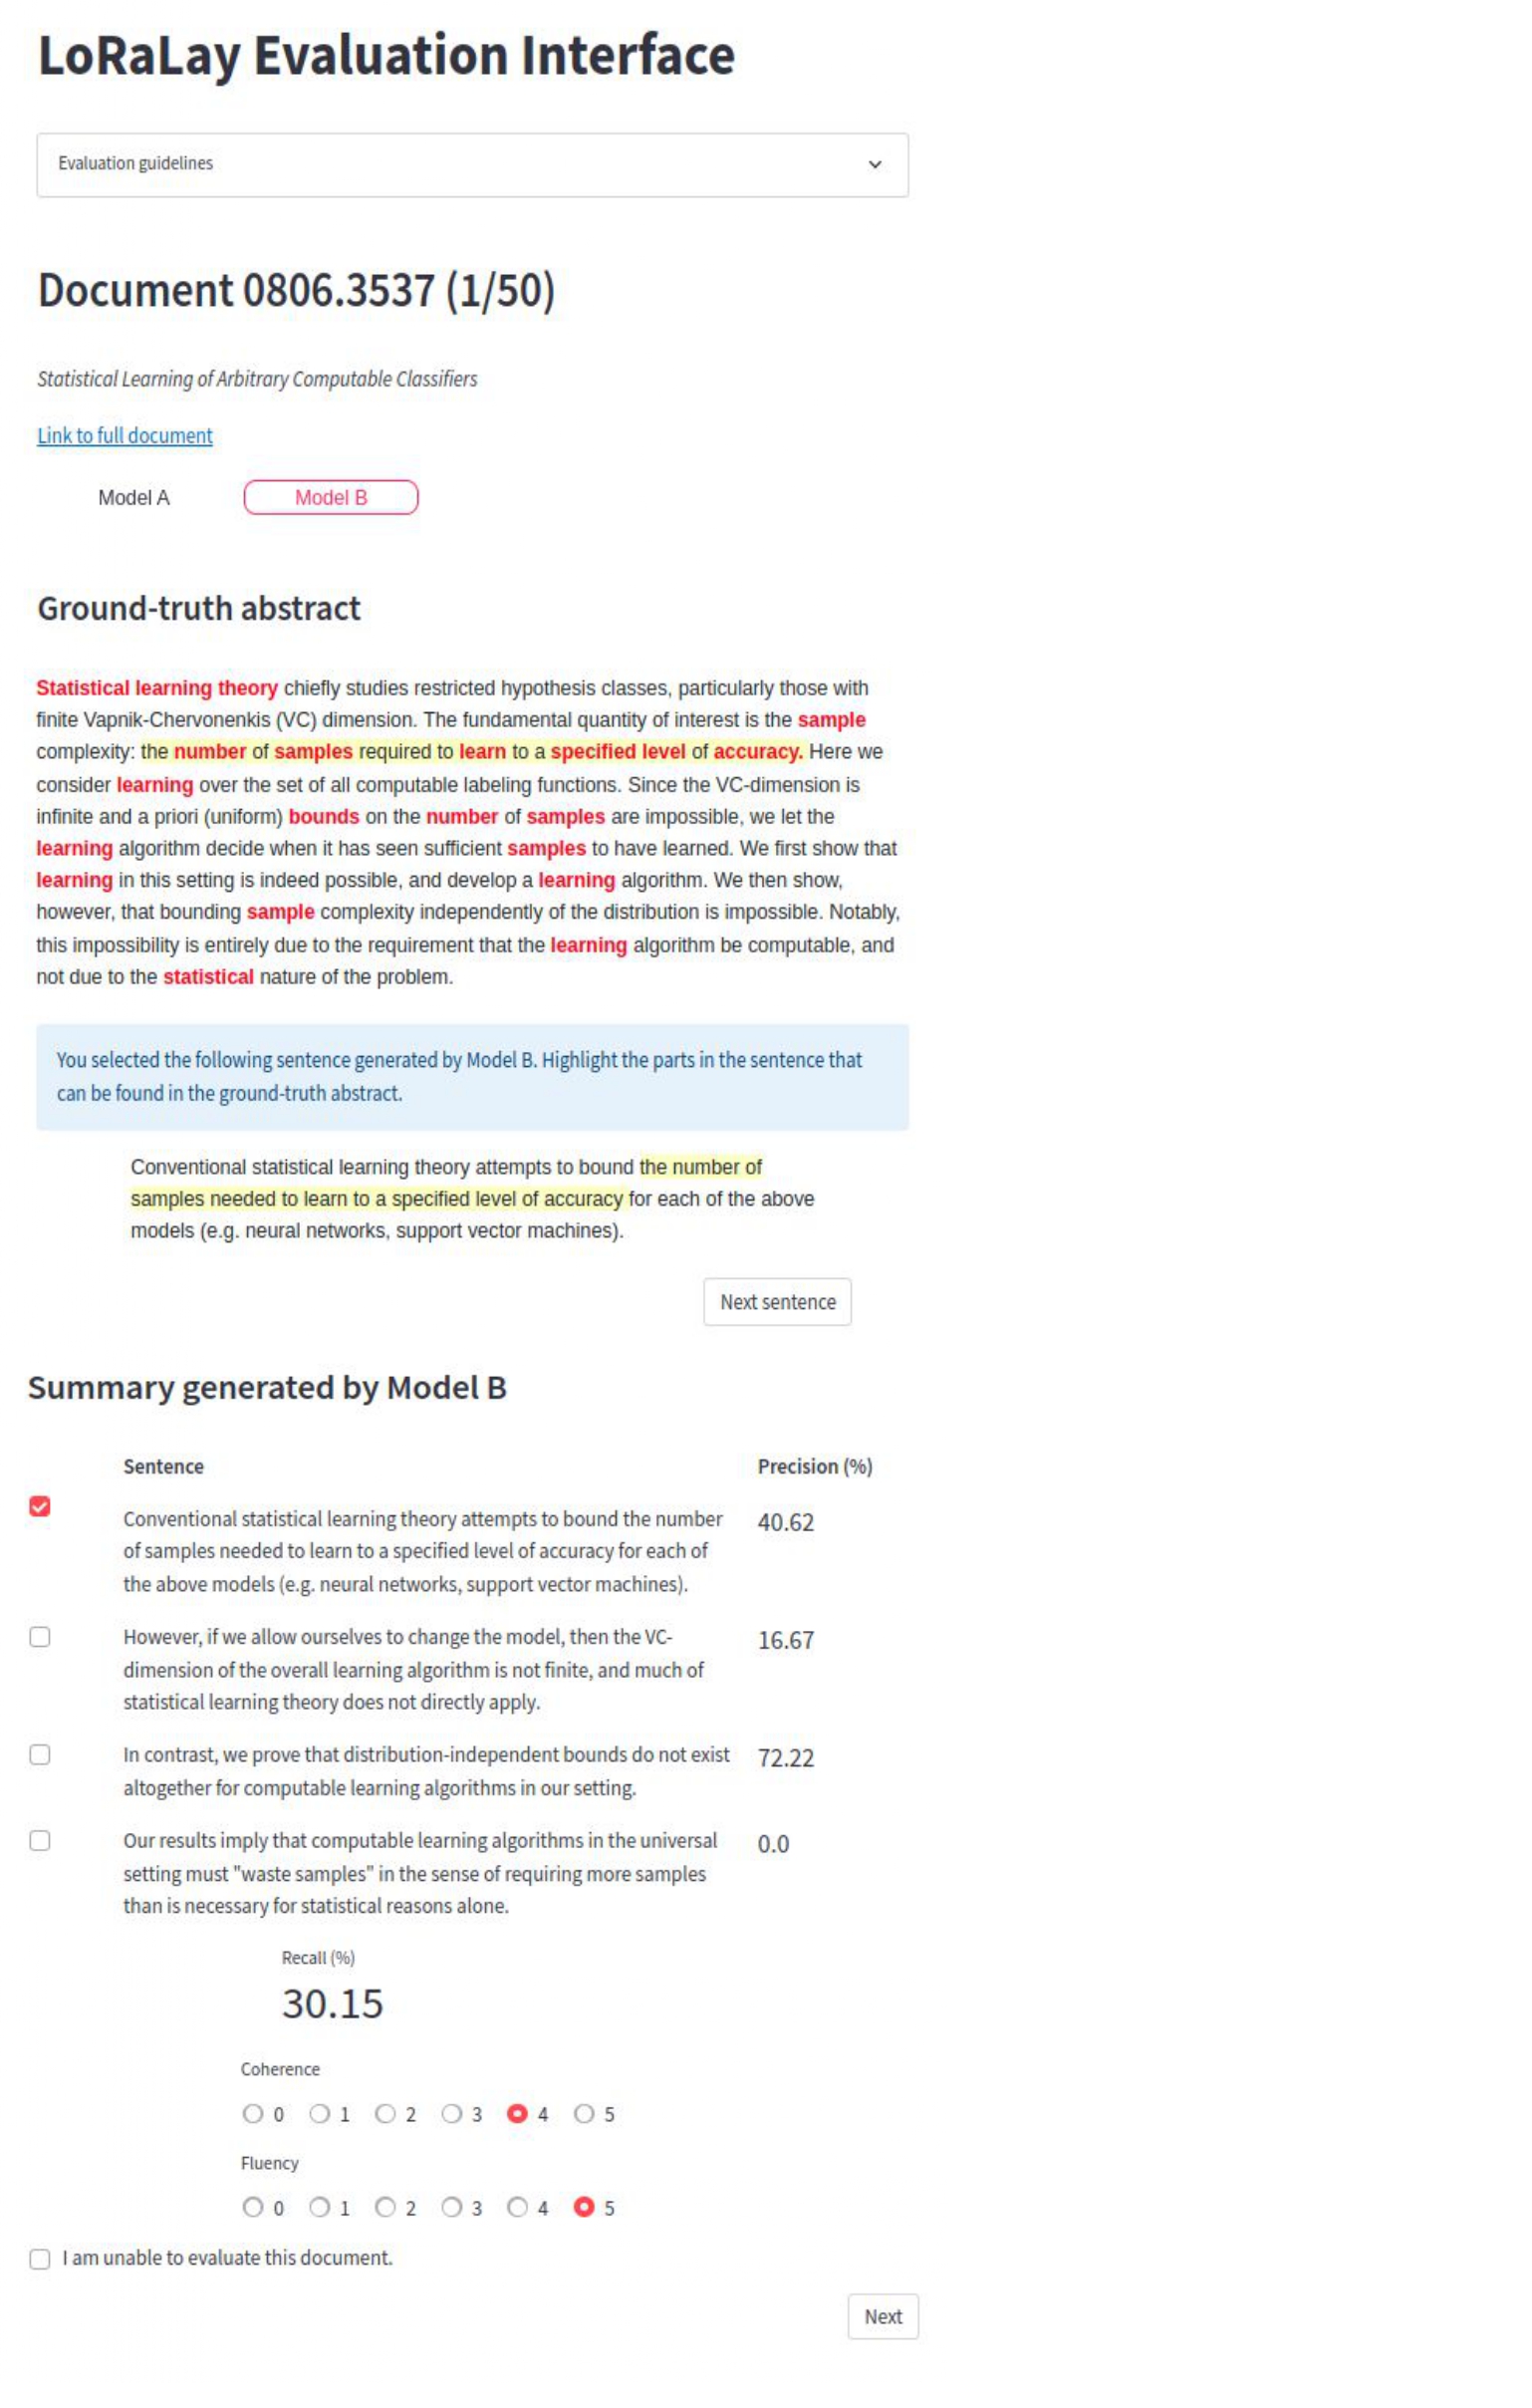 LoRaLay Evaluation Interface
Evaluation guidelines
Document 0806.3537 (1/50)
Statistical Learning of Arbitrary Computable Classifiers
Link to full document
Model A
Model B
Ground-truth abstract
Statistical learning theory chiefly studies restricted hypothesis classes, particularly those with
finite Vapnik-Chervonenkis (VC) dimension. The fundamental quantity of interest is the sample
complexity: the number of samples required to learn to a specified level of accuracy. Here we
consider learning over the set of all computable labeling functions. Since the VC-dimension is
infinite and a priori (uniform) bounds on the number of samples are impossible, we let the
learning algorithm decide when it has seen sufficient samples to have learned. We first show that
learning in this setting is indeed possible, and develop a learning algorithm. We then show,
however, that bounding sample complexity independently of the distribution is impossible. Notably,
this impossibility is entirely due to the requirement that the learning algorithm be computable, and
not due to the statistical nature of the problem.
You selected the following sentence generated by Model B. Highlight the parts in the sentence that
can be found in the ground-truth abstract.
Conventional statistical learning theory attempts to bound the number of
samples needed to learn to a specified level of accuracy for each of the above
models (e.g. neural networks, support vector machines).
Next sentence
Summary generated by Model B
Sentence
Precision (%)
Conventional statistical learning theory attempts to bound the number
of samples needed to learn to a specified level of accuracy for each of
the above models (e.g. neural networks, support vector machines).
40.62
However, if we allow ourselves to change the model, then the VC-
dimension of the overall learning algorithm is not finite, and much of
statistical learning theory does not directly apply.
16.67
In contrast, we prove that distribution-independent bounds do not exist
altogether for computable learning algorithms in our setting.
72.22
Our results imply that computable learning algorithms in the universal
setting must "waste samples" in the sense of requiring more samples
than is necessary for statistical reasons alone.
0.0
Recall (%)
30.15
Coherence
0 1 2 3 4 5
Fluency
0 1 2 3 4 5
I am unable to evaluate this document.
Next